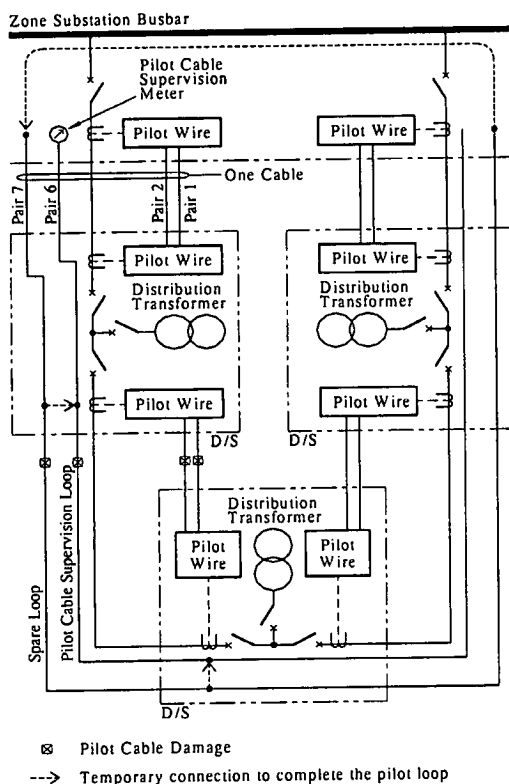 Zone Substation Busbar
Pilot Cable
Supervision
Meter
Pilot Wire
Pilot Wire
One Cable
Pair 7
Pair 6
Pair 2
Pair 1
Pilot Wire
Pilot Wire
Distribution
Transformer
Distribution
Transformer
Pilot Wire
Pilot Wire
D/S
D/S
Distribution
Transformer
Pilot
Wire
Pilot
Wire
Spare Loop
Pilot Cable Supervision Loop
D/S
Pilot Cable Damage
Temporary connection to complete the pilot loop